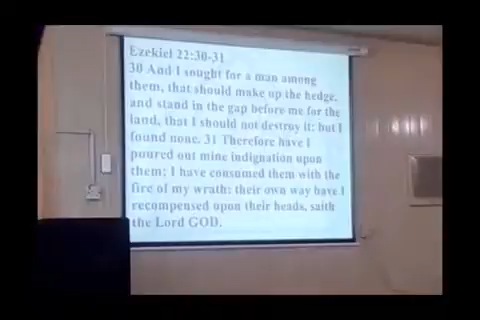 Ezekiel 22:30-31
30 And I sought for a man among
them, that should make up the hedge,
and stand in the gap before me for the
land, that I should not destroy it: but I
found none. 31 Therefore have I
poured out mine indignation upon
them; I have consumed them with the
fire of my wrath: their own way have I
recompensed upon their heads, saith
the Lord GOD.